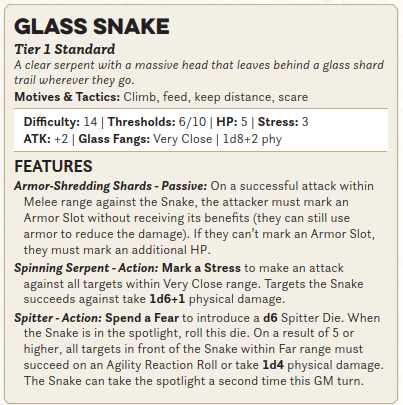 GLASS SNAKE
Tier 1 Standard
A clear serpent with a massive head that leaves behind a glass shard
trail wherever they go.
Motives & Tactics: Climb, feed, keep distance, scare
Difficulty: 14 | Thresholds: 6/10 | HP: 5 | Stress: 3
ATK: +2 | Glass Fangs: Very Close | 1d8+2 phy
FEATURES
Armor-Shredding Shards - Passive: On a successful attack within
Melee range against the Snake, the attacker must mark an
Armor Slot without receiving its benefits (they can still use
armor to reduce the damage). If they can’t mark an Armor Slot,
they must mark an additional HP.
Spinning Serpent - Action: Mark a Stress to make an attack
against all targets within Very Close range. Targets the Snake
succeeds against take 1d6+1 physical damage.
Spitter - Action: Spend a Fear to introduce a d6 Spitter Die. When
the Snake is in the spotlight, roll this die. On a result of 5 or
higher, all targets in front of the Snake within Far range must
succeed on an Agility Reaction Roll or take 1d4 physical damage.
The Snake can take the spotlight a second time this GM turn.